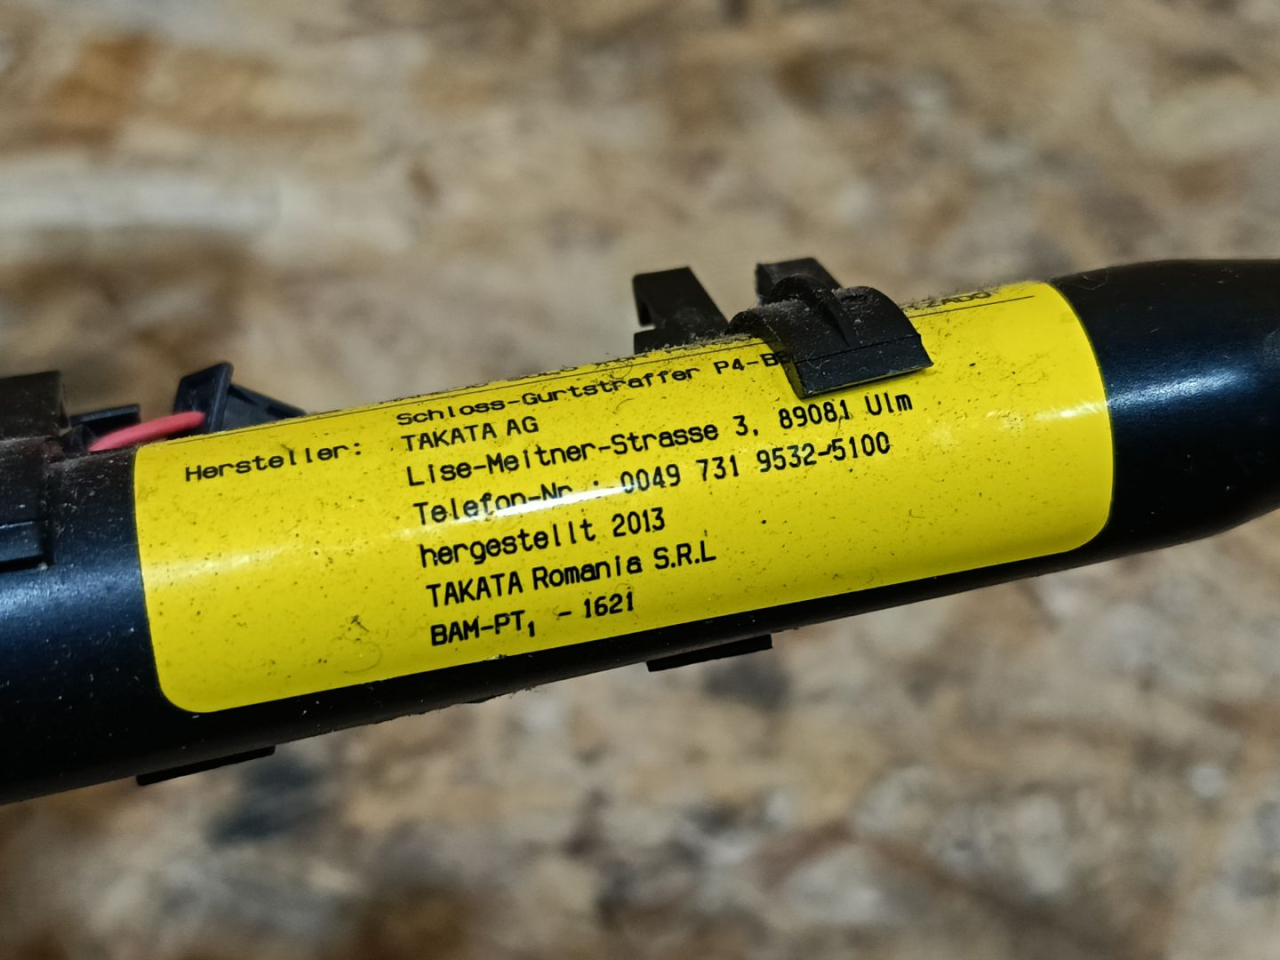 Schloss-Gurtstraffer
Hersteller: TAKATA AG
Lise-Meitner-Strasse 3, 89081 Ulm
Telefon-Nr.: 0049 731 9532-5100
hergestellt 2013
TAKATA Romania S.R.L
BAM-PT₁ - 1621